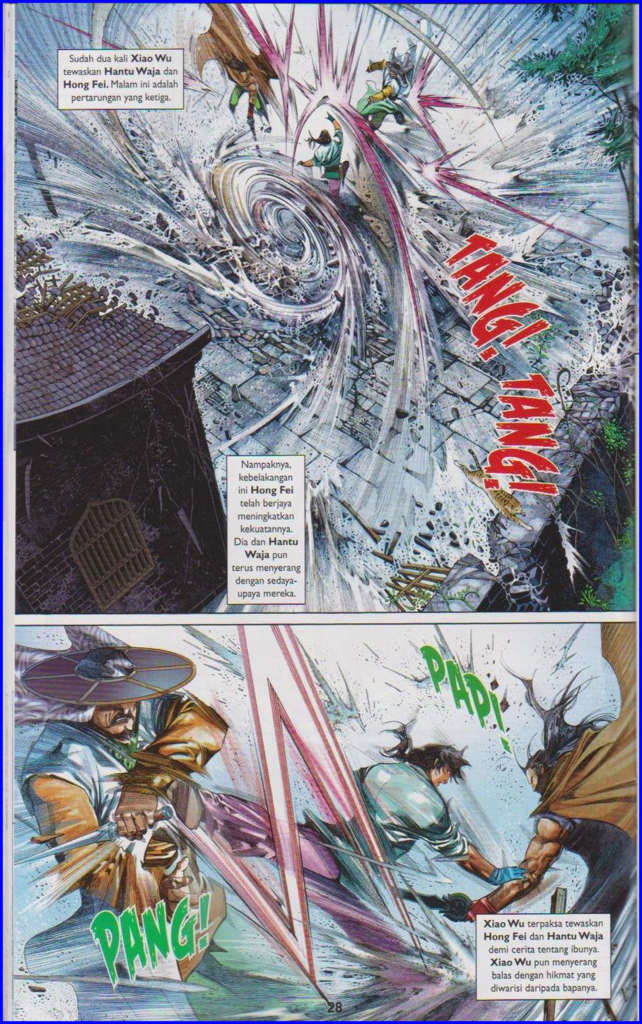 Sudah dua kali Xiao Wu
tewaskan Hantu Waja dan
Hong Fei. Malam ini adalah
pertarungan yang ketiga.
TANG!
TANG!
Nampaknya,
kebelakangan
ini Hong Fei
telah berjaya
meningkatkan
kekuatannya.
Dia dan Hantu
Waja pun
terus menyerang
dengan sedaya-
upaya mereka.
PAPI!
PANG!
Xiao Wu terpaksa tewaskan
Hong Fei dan Hantu Waja
demi cerita tentang ibunya.
Xiao Wu pun menyerang
balas dengan hikmat yang
diwarisi daripada bapanya.
28